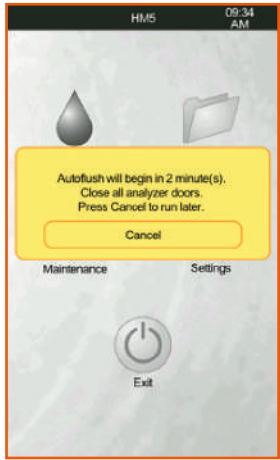 HM5
09:34
AM
Autoflush will begin in 2 minute(s).
Close all analyzer doors.
Press Cancel to run later.
Cancel
Maintenance
Settings
Exit